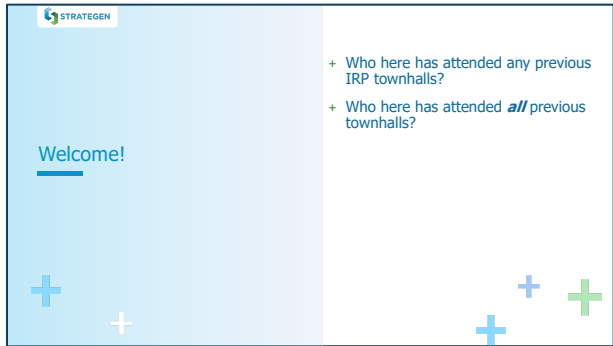 STRATEGEN
Welcome!
+ Who here has attended any previous
IRP townhalls?
+ Who here has attended all previous
townhalls?